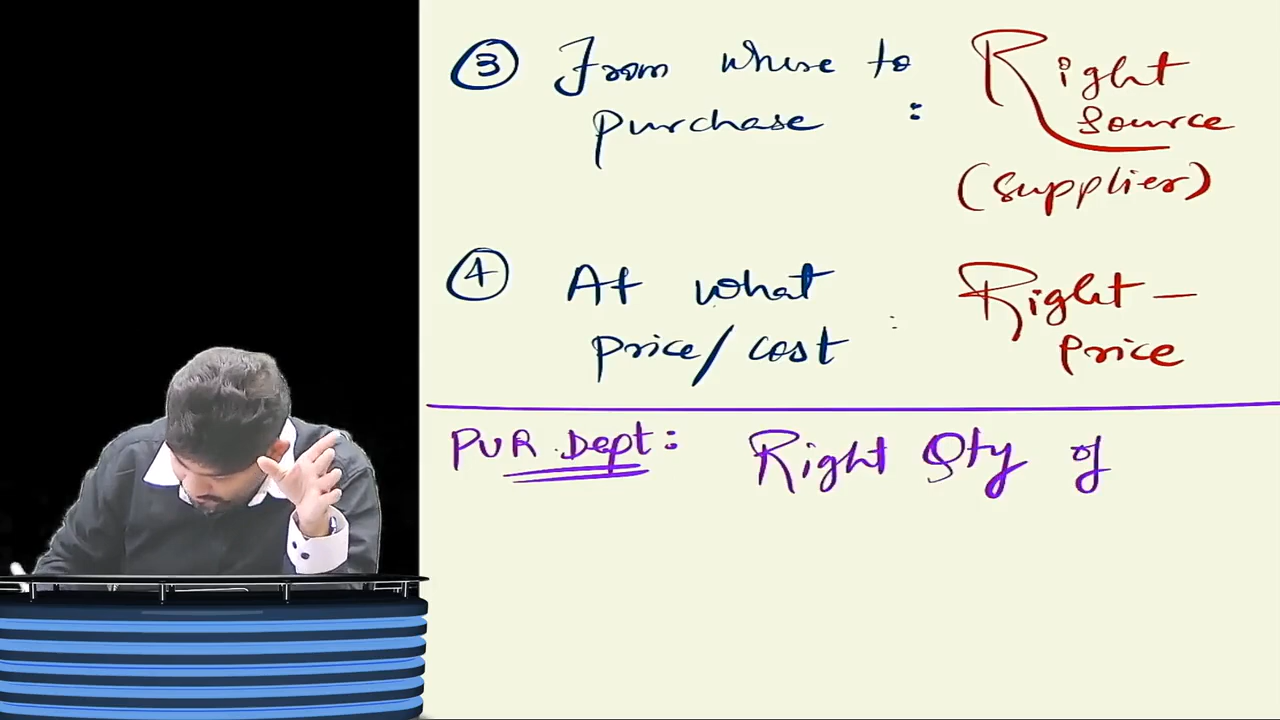 ③ From where to Right
purchase : Source
(Supplier)
④ At what : Right –
price/cost price
PUR. Dept: Right Qty of